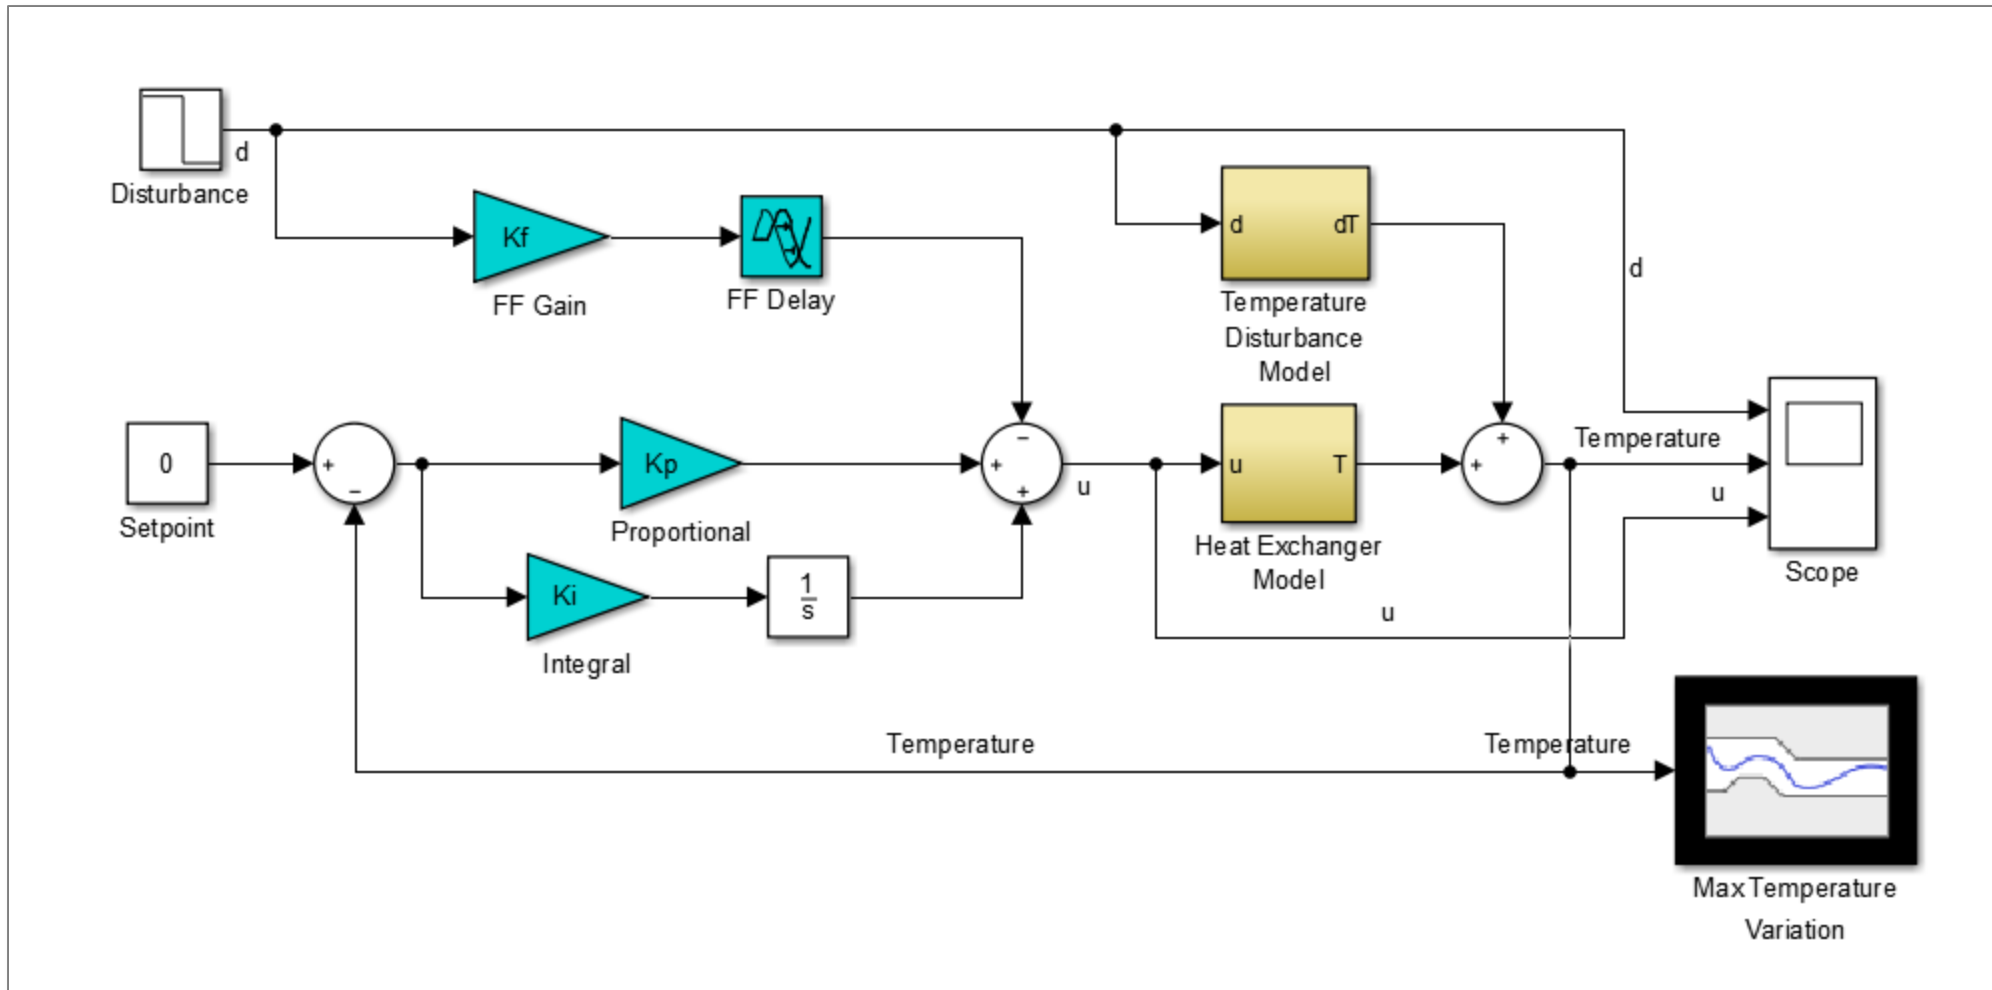 d
Disturbance
Kf
FF Gain
FF Delay
d
dT
Temperature
Disturbance
Model
d
0
Setpoint
+
−
Kp
Proportional
−
+
+
u
u
T
Heat Exchanger
Model
+
+
Temperature
u
Scope
Ki
Integral
1
s
u
Temperature
Temperature
Max Temperature
Variation